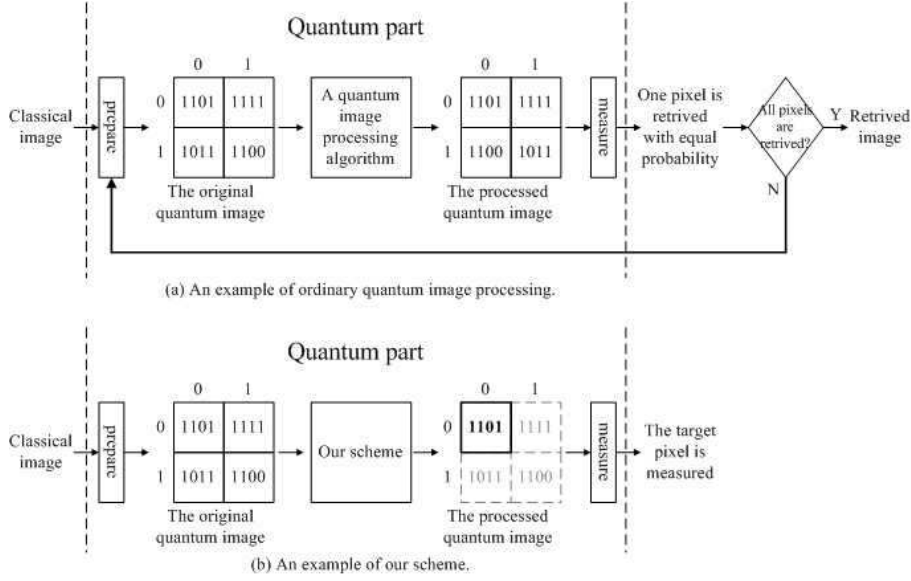 Quantum part
0 1
0 1101 1111
1 1011 1100
Classical
image
prepare
The original
quantum image
A quantum
image
processing
algorithm
0 1
0 1101 1111
1 1100 1011
The processed
quantum image
measure
One pixel is
retrived
with equal
probability
All pixels
are
retrived?
Y
N
Retrived
image
(a) An example of ordinary quantum image processing.
Quantum part
Classical
image
prepare
0 1
0 1101 1111
1 1011 1100
The original
quantum image
Our scheme
0 1
0 1101 1111
1 1011 1100
The processed
quantum image
measure
The target
pixel is
measured
(b) An example of our scheme.